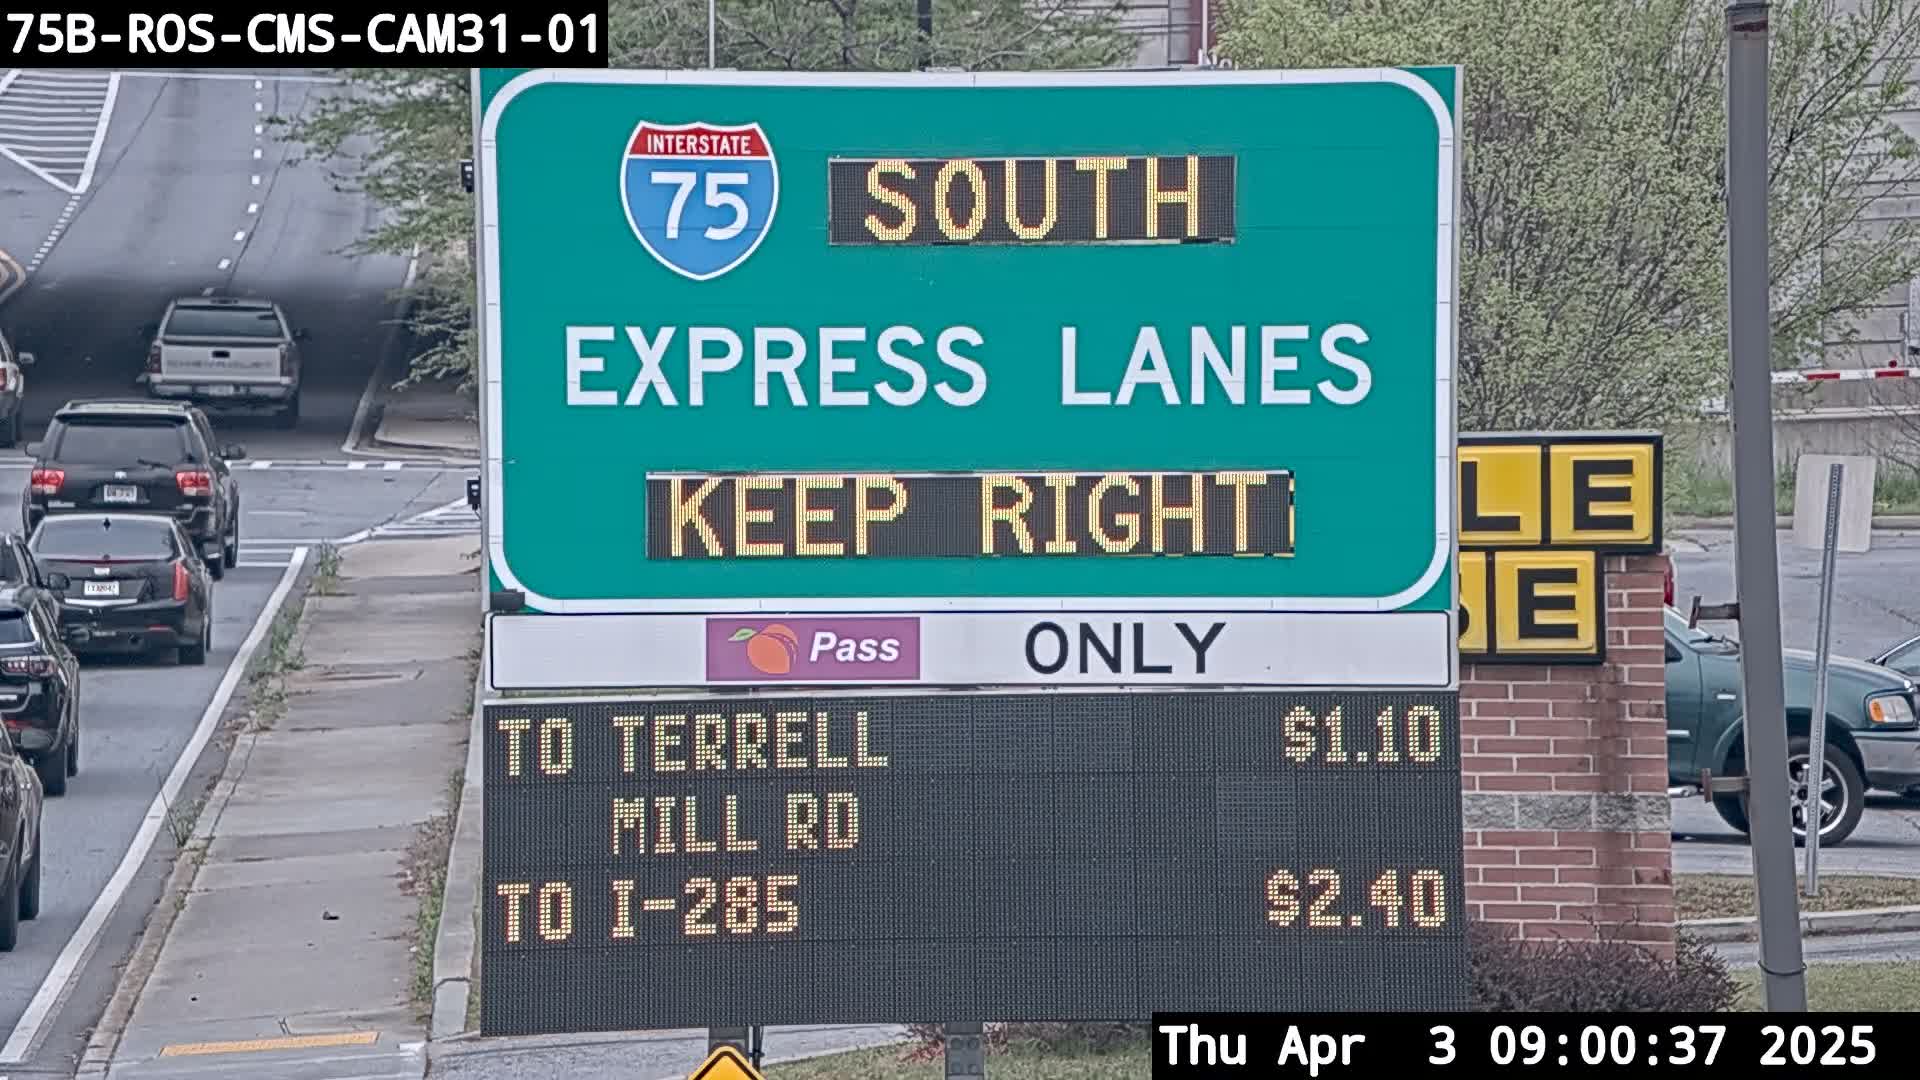 75B-ROS-CMS-CAM31-01
INTERSTATE
75
SOUTH
EXPRESS LANES
KEEP RIGHT
Pass ONLY
TO TERRELL $1.10
MILL RD
TO I-285 $2.40
LE
E
Thu Apr 3 09:00:37 2025